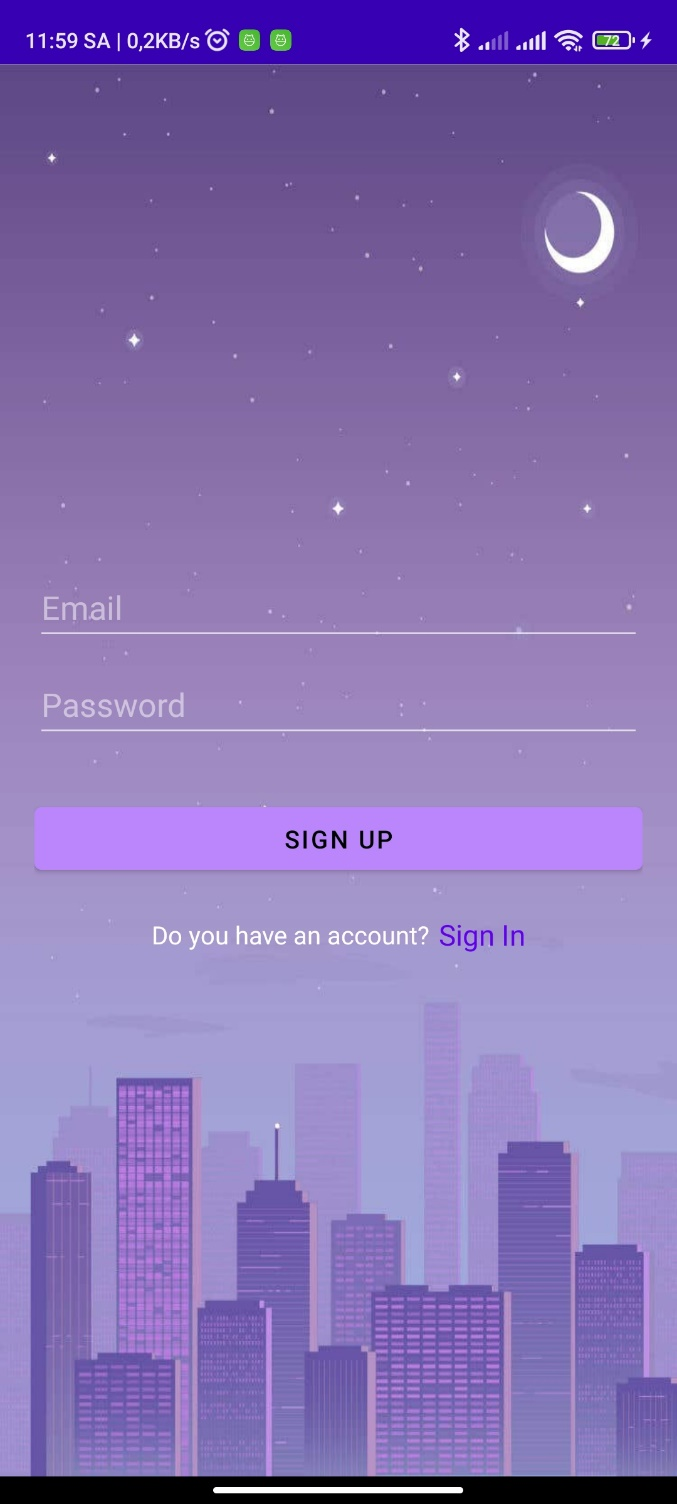 11:59 SA | 0,2KB/s 72
Email
Password
SIGN UP
Do you have an account? Sign In